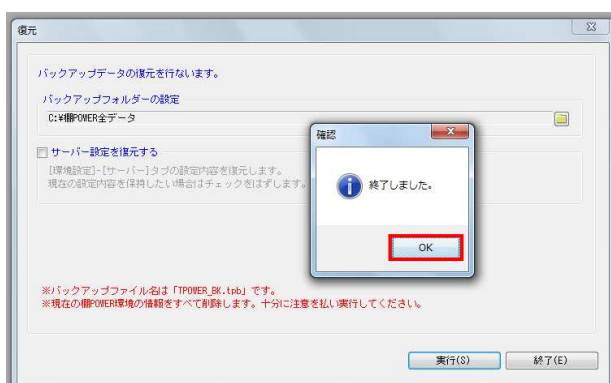 復元
バックアップデータの復元を行ないます。
バックアップフォルダーの設定
C:¥棚POWER全データ
サーバー設定を復元する
[環境設定]-[サーバー]タブの設定内容を復元します。
現在の設定内容を保持したい場合はチェックをはずします。
確認
終了しました。
OK
※バックアップファイル名は「TPOWER_BK.tpb」です。
※現在の棚POWER環境の情報をすべて削除します。十分に注意を払い実行してください。
実行(S)
終了(E)